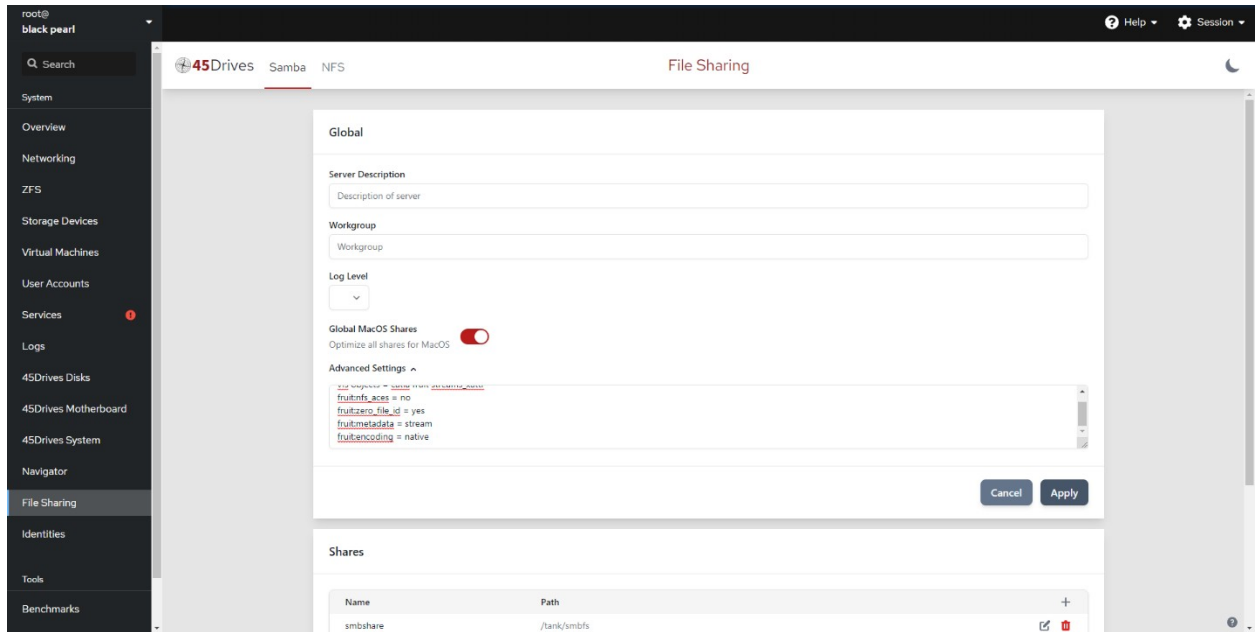 root@
black pearl
Help
Session
Search
45Drives
Samba
NFS
File Sharing
System
Overview
Networking
ZFS
Storage Devices
Virtual Machines
User Accounts
Services
Logs
45Drives Disks
45Drives Motherboard
45Drives System
Navigator
File Sharing
Identities
Tools
Benchmarks
Global
Server Description
Description of server
Workgroup
Workgroup
Log Level
Global MacOS Shares
Optimize all shares for MacOS
Advanced Settings
fruit:nfs_aces = no
fruit:zero_file_id = yes
fruit:metadata = stream
fruit:encoding = native
Cancel
Apply
Shares
Name
Path
smbshare
/tank/smbfs